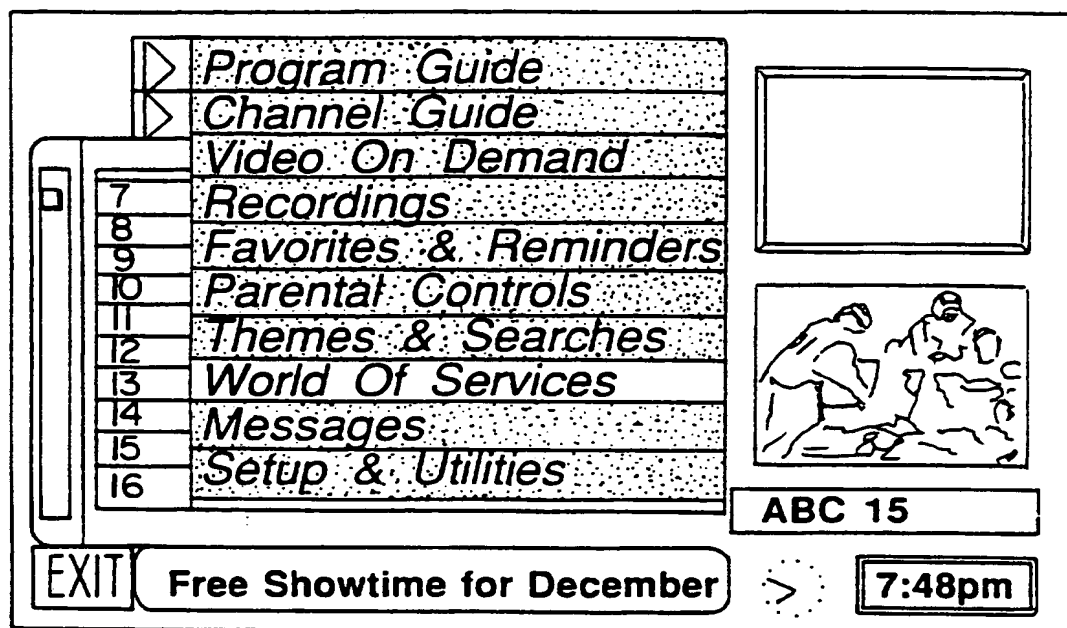 Program Guide
Channel Guide
Video On Demand
7 Recordings
8
9 Favorites & Reminders
10 Parental Controls
11
12 Themes & Searches
13 World Of Services
14 Messages
15
16 Setup & Utilities
ABC 15
EXIT Free Showtime for December 7:48pm